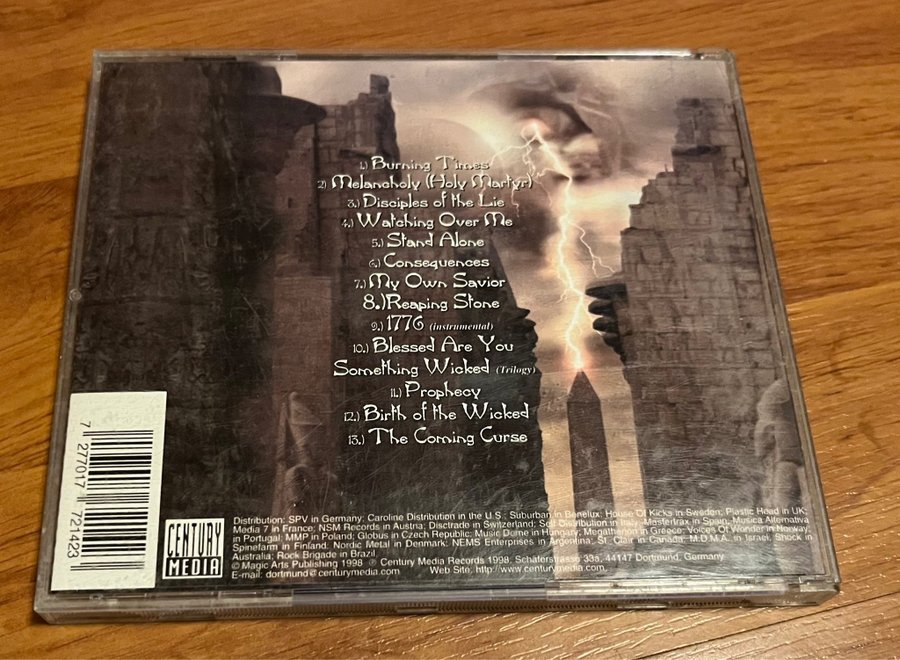 1.) Burning Times
2.) Melancholy (Holy Martyr)
3.) Disciples of the Lie
4.) Watching Over Me
5.) Stand Alone
6.) Consequences
7.) My Own Savior
8.) Reaping Stone
9.) 1776 (instrumental)
10.) Blessed Are You
Something Wicked (Trilogy)
11.) Prophecy
12.) Birth of the Wicked
13.) The Coming Curse
7 277017 721423
CENTURY
MEDIA
Distribution: SPV in Germany; Caroline Distribution in the U.S.; Suburban in Benelux; House Of Kicks in Sweden; Plastic Head in UK;
Media 7 in France; NSM Records in Austria; Disctrade in Switzerland; Self Distribution in Italy; Mastertrax in Spain; Musica Alternativa
in Portugal; MMP in Poland; Globus in Czech Republic; Music Dome in Hungary; Megatherion in Greece; Voices Of Wonder in Norway;
Spinefarm in Finland; Nordic Metal in Denmark; NEMS Enterprises in Argentina; St. Clair in Canada; M.D.M.A. in Israel; Shock in
Australia; Rock Brigade in Brazil.
© Magic Arts Publishing 1998 ℗ Century Media Records 1998, Schäferstrasse 33a, 44147 Dortmund, Germany
E-mail: dortmund@centurymedia.com Web Site: http://www.centurymedia.com